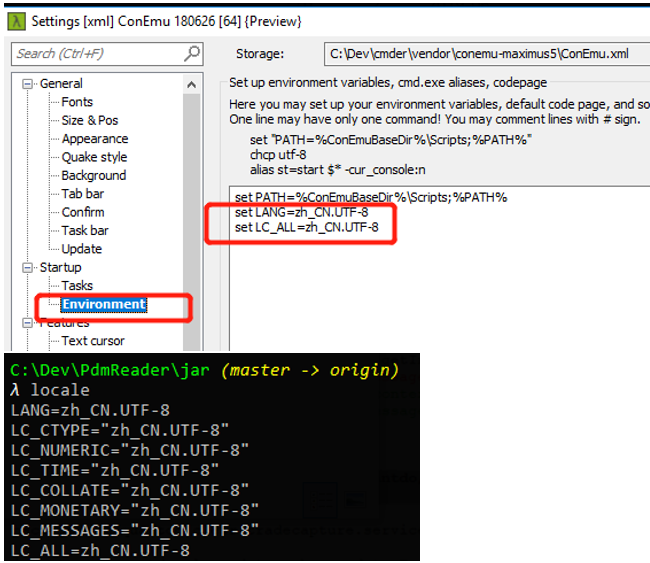 Settings [xml] ConEmu 180626 [64] {Preview}
Search (Ctrl+F)
Storage:
C:\Dev\cmder\vendor\conemu-maximus5\ConEmu.xml
General
Fonts
Size & Pos
Appearance
Quake style
Background
Tab bar
Confirm
Task bar
Update
Startup
Tasks
Environment
Features
Text cursor
Set up environment variables, cmd.exe aliases, codepage
Here you may set up your environment variables, default code page, and so
One line may have only one command! You may comment lines with # sign.
set "PATH=%ConEmuBaseDir%\Scripts;%PATH%"
chcp utf-8
alias st=start $* -cur_console:n
set PATH=%ConEmuBaseDir%\Scripts;%PATH%
set LANG=zh_CN.UTF-8
set LC_ALL=zh_CN.UTF-8
C:\Dev\PdmReader\jar (master -> origin)
λ locale
LANG=zh_CN.UTF-8
LC_CTYPE="zh_CN.UTF-8"
LC_NUMERIC="zh_CN.UTF-8"
LC_TIME="zh_CN.UTF-8"
LC_COLLATE="zh_CN.UTF-8"
LC_MONETARY="zh_CN.UTF-8"
LC_MESSAGES="zh_CN.UTF-8"
LC_ALL=zh_CN.UTF-8